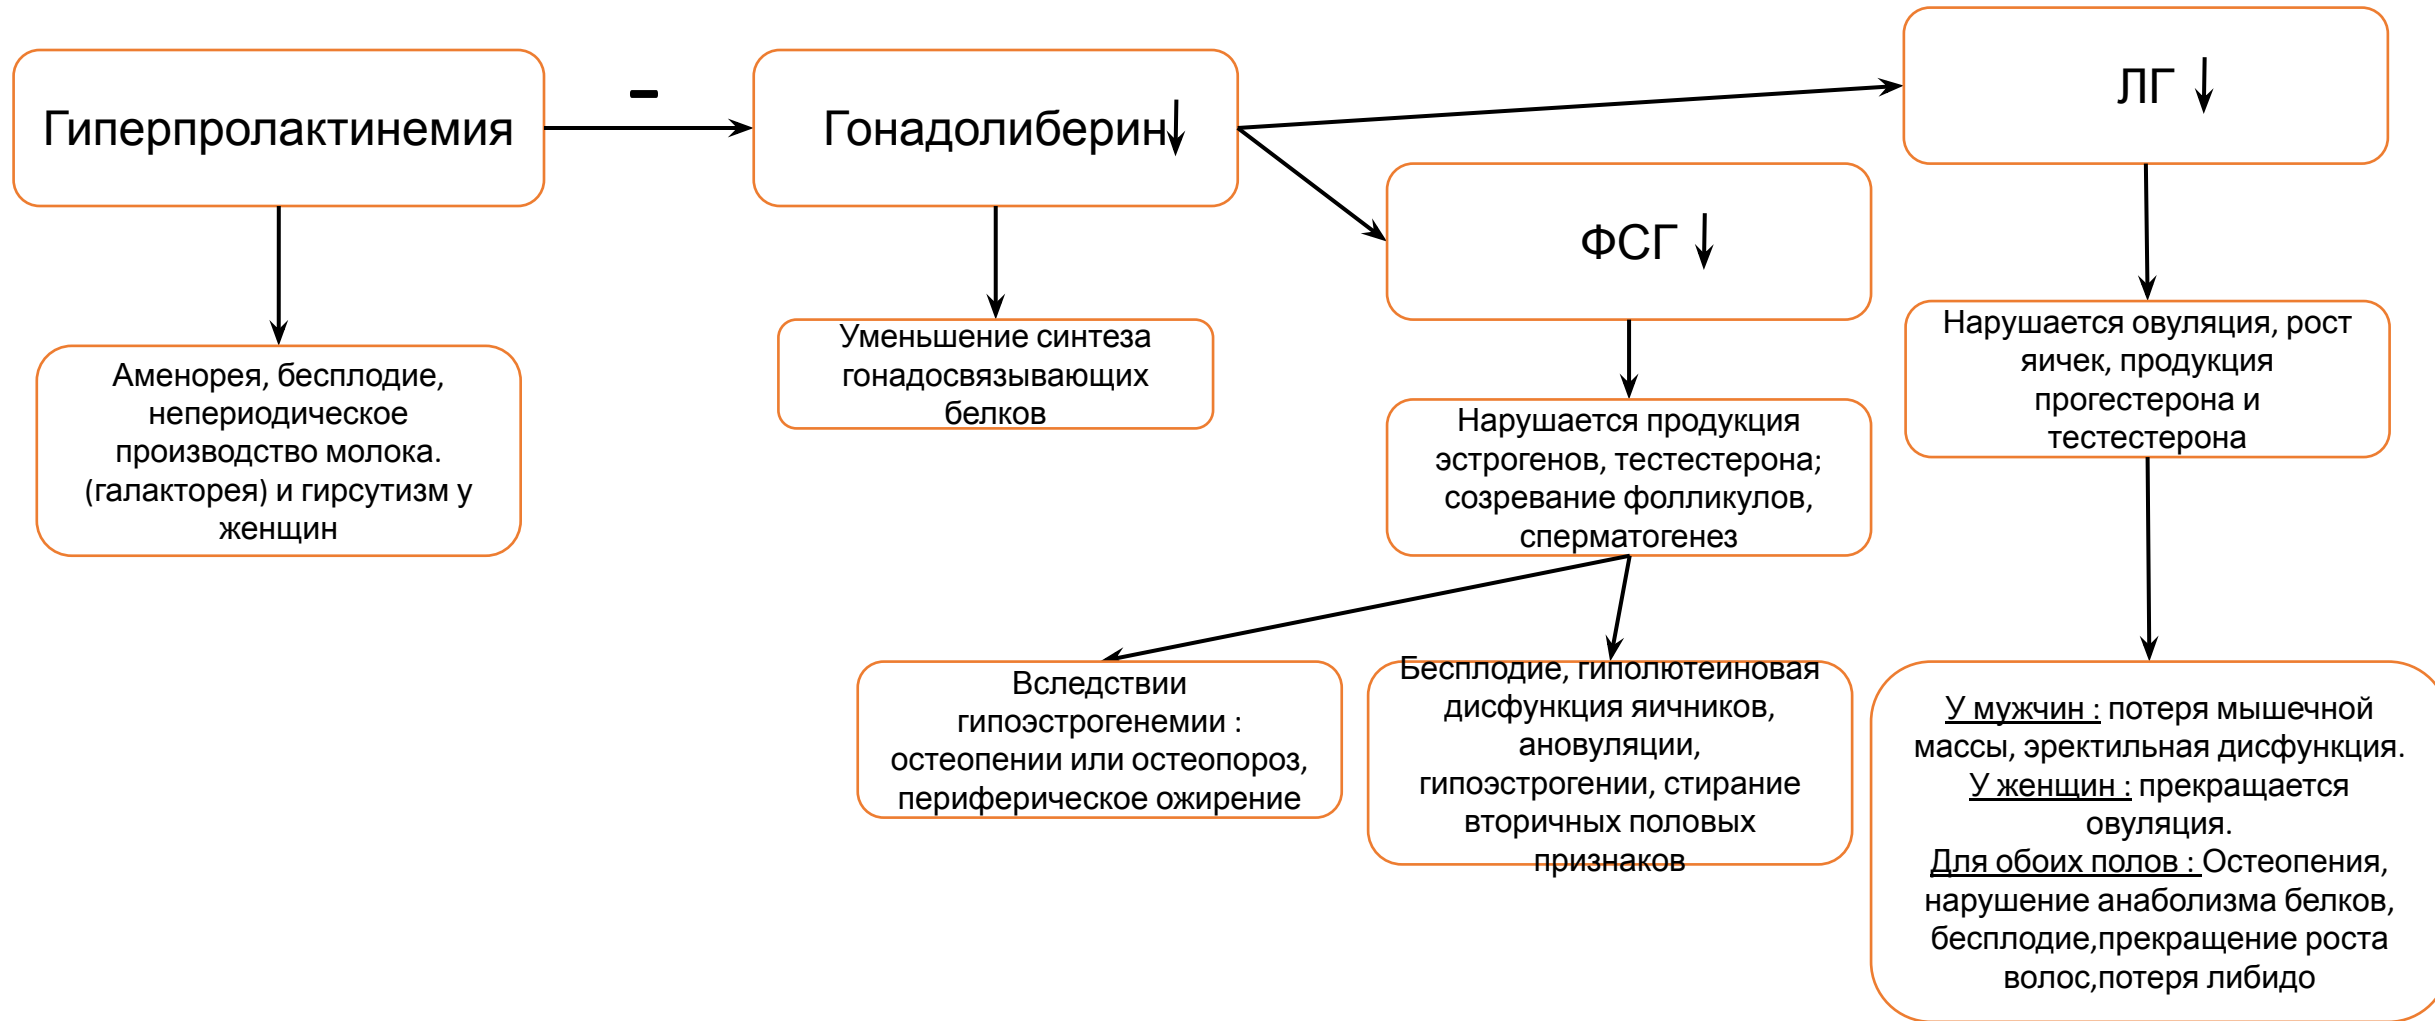 Гиперпролактинемия
-
Гонадолиберин↓
ЛГ ↓
ФСГ ↓
Аменорея, бесплодие,
непериодическое
производство молока.
(галакторея) и гирсутизм у
женщин
Уменьшение синтеза
гонадосвязывающих
белков
Нарушается продукция
эстрогенов, тестестерона;
созревание фолликулов,
сперматогенез
Нарушается овуляция, рост
яичек, продукция
прогестерона и
тестестерона
Вследствии
гипоэстрогенемии :
остеопении или остеопороз,
периферическое ожирение
Бесплодие, гиполютеиновая
дисфункция яичников,
ановуляции,
гипоэстрогении, стирание
вторичных половых
признаков
У мужчин : потеря мышечной
массы, эректильная дисфункция.
У женщин : прекращается
овуляция.
Для обоих полов : Остеопения,
нарушение анаболизма белков,
бесплодие,прекращение роста
волос,потеря либидо